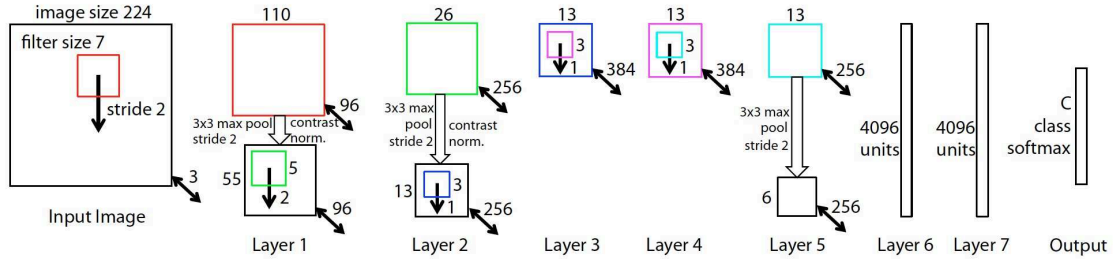 image size 224
filter size 7
stride 2
3
Input Image
110
96
3x3 max pool
stride 2
contrast
norm.
55
5
2
96
Layer 1
26
256
3x3 max
pool
stride 2
contrast
norm.
13
3
1
256
Layer 2
13
3
1
384
Layer 3
13
3
1
384
Layer 4
13
256
3x3 max
pool
stride 2
6
256
Layer 5
4096
units
Layer 6
4096
units
Layer 7
C
class
softmax
Output